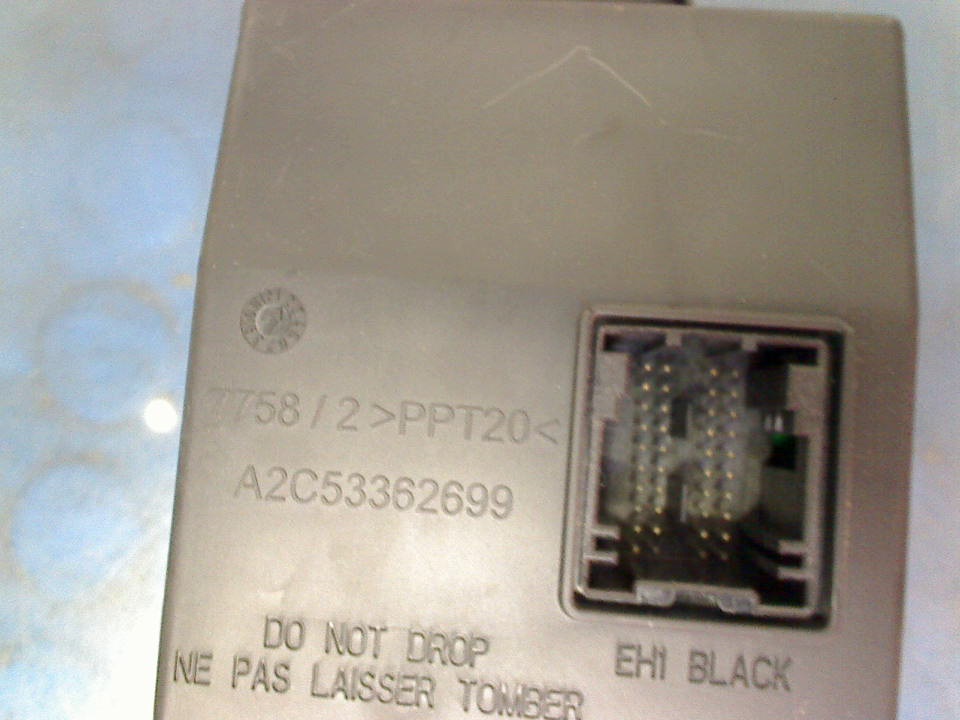 7758 / 2 >PPT20<
A2C53362699
DO NOT DROP
NE PAS LAISSER TOMBER
EH1 BLACK